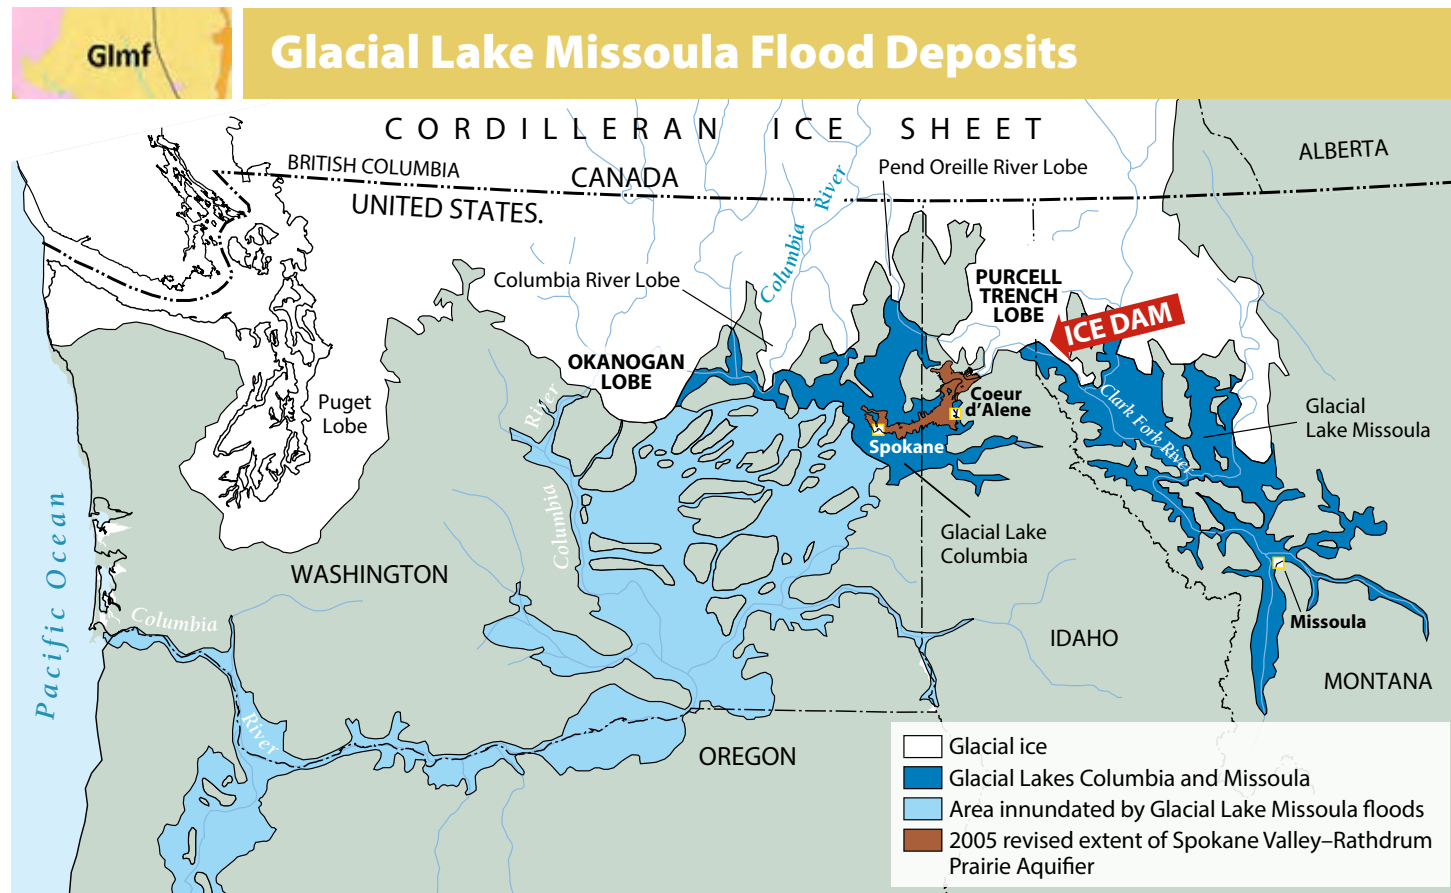 Glmf
Glacial Lake Missoula Flood Deposits
CORDILLERAN ICE SHEET
BRITISH COLUMBIA
CANADA
UNITED STATES.
Pend Oreille River Lobe
ALBERTA
Columbia River
Columbia River Lobe
PURCELL
TRENCH
LOBE
ICE DAM
OKANOGAN
LOBE
Puget
Lobe
Coeur
d'Alene
Spokane
Clark Fork River
Glacial
Lake Missoula
Columbia River
Glacial Lake
Columbia
Pacific Ocean
WASHINGTON
Columbia
River
IDAHO
Missoula
MONTANA
OREGON
Glacial ice
Glacial Lakes Columbia and Missoula
Area innundated by Glacial Lake Missoula floods
2005 revised extent of Spokane Valley–Rathdrum
Prairie Aquifier